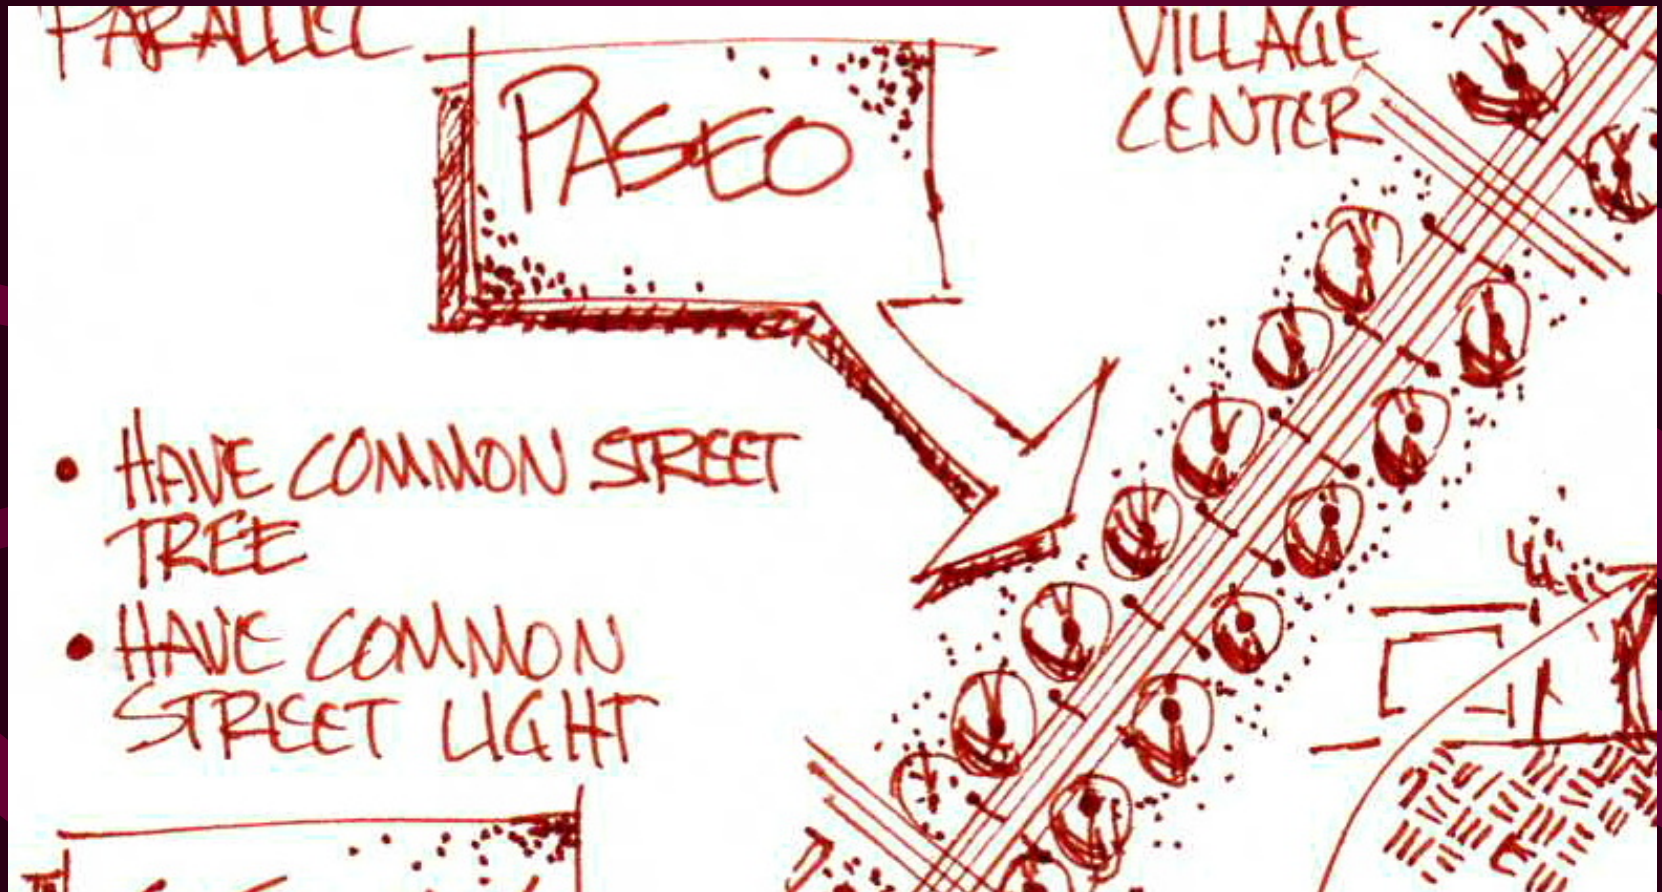 PARALLEL
PASEO
VILLAGE
CENTER
• HAVE COMMON STREET
TREE
• HAVE COMMON
STREET LIGHT